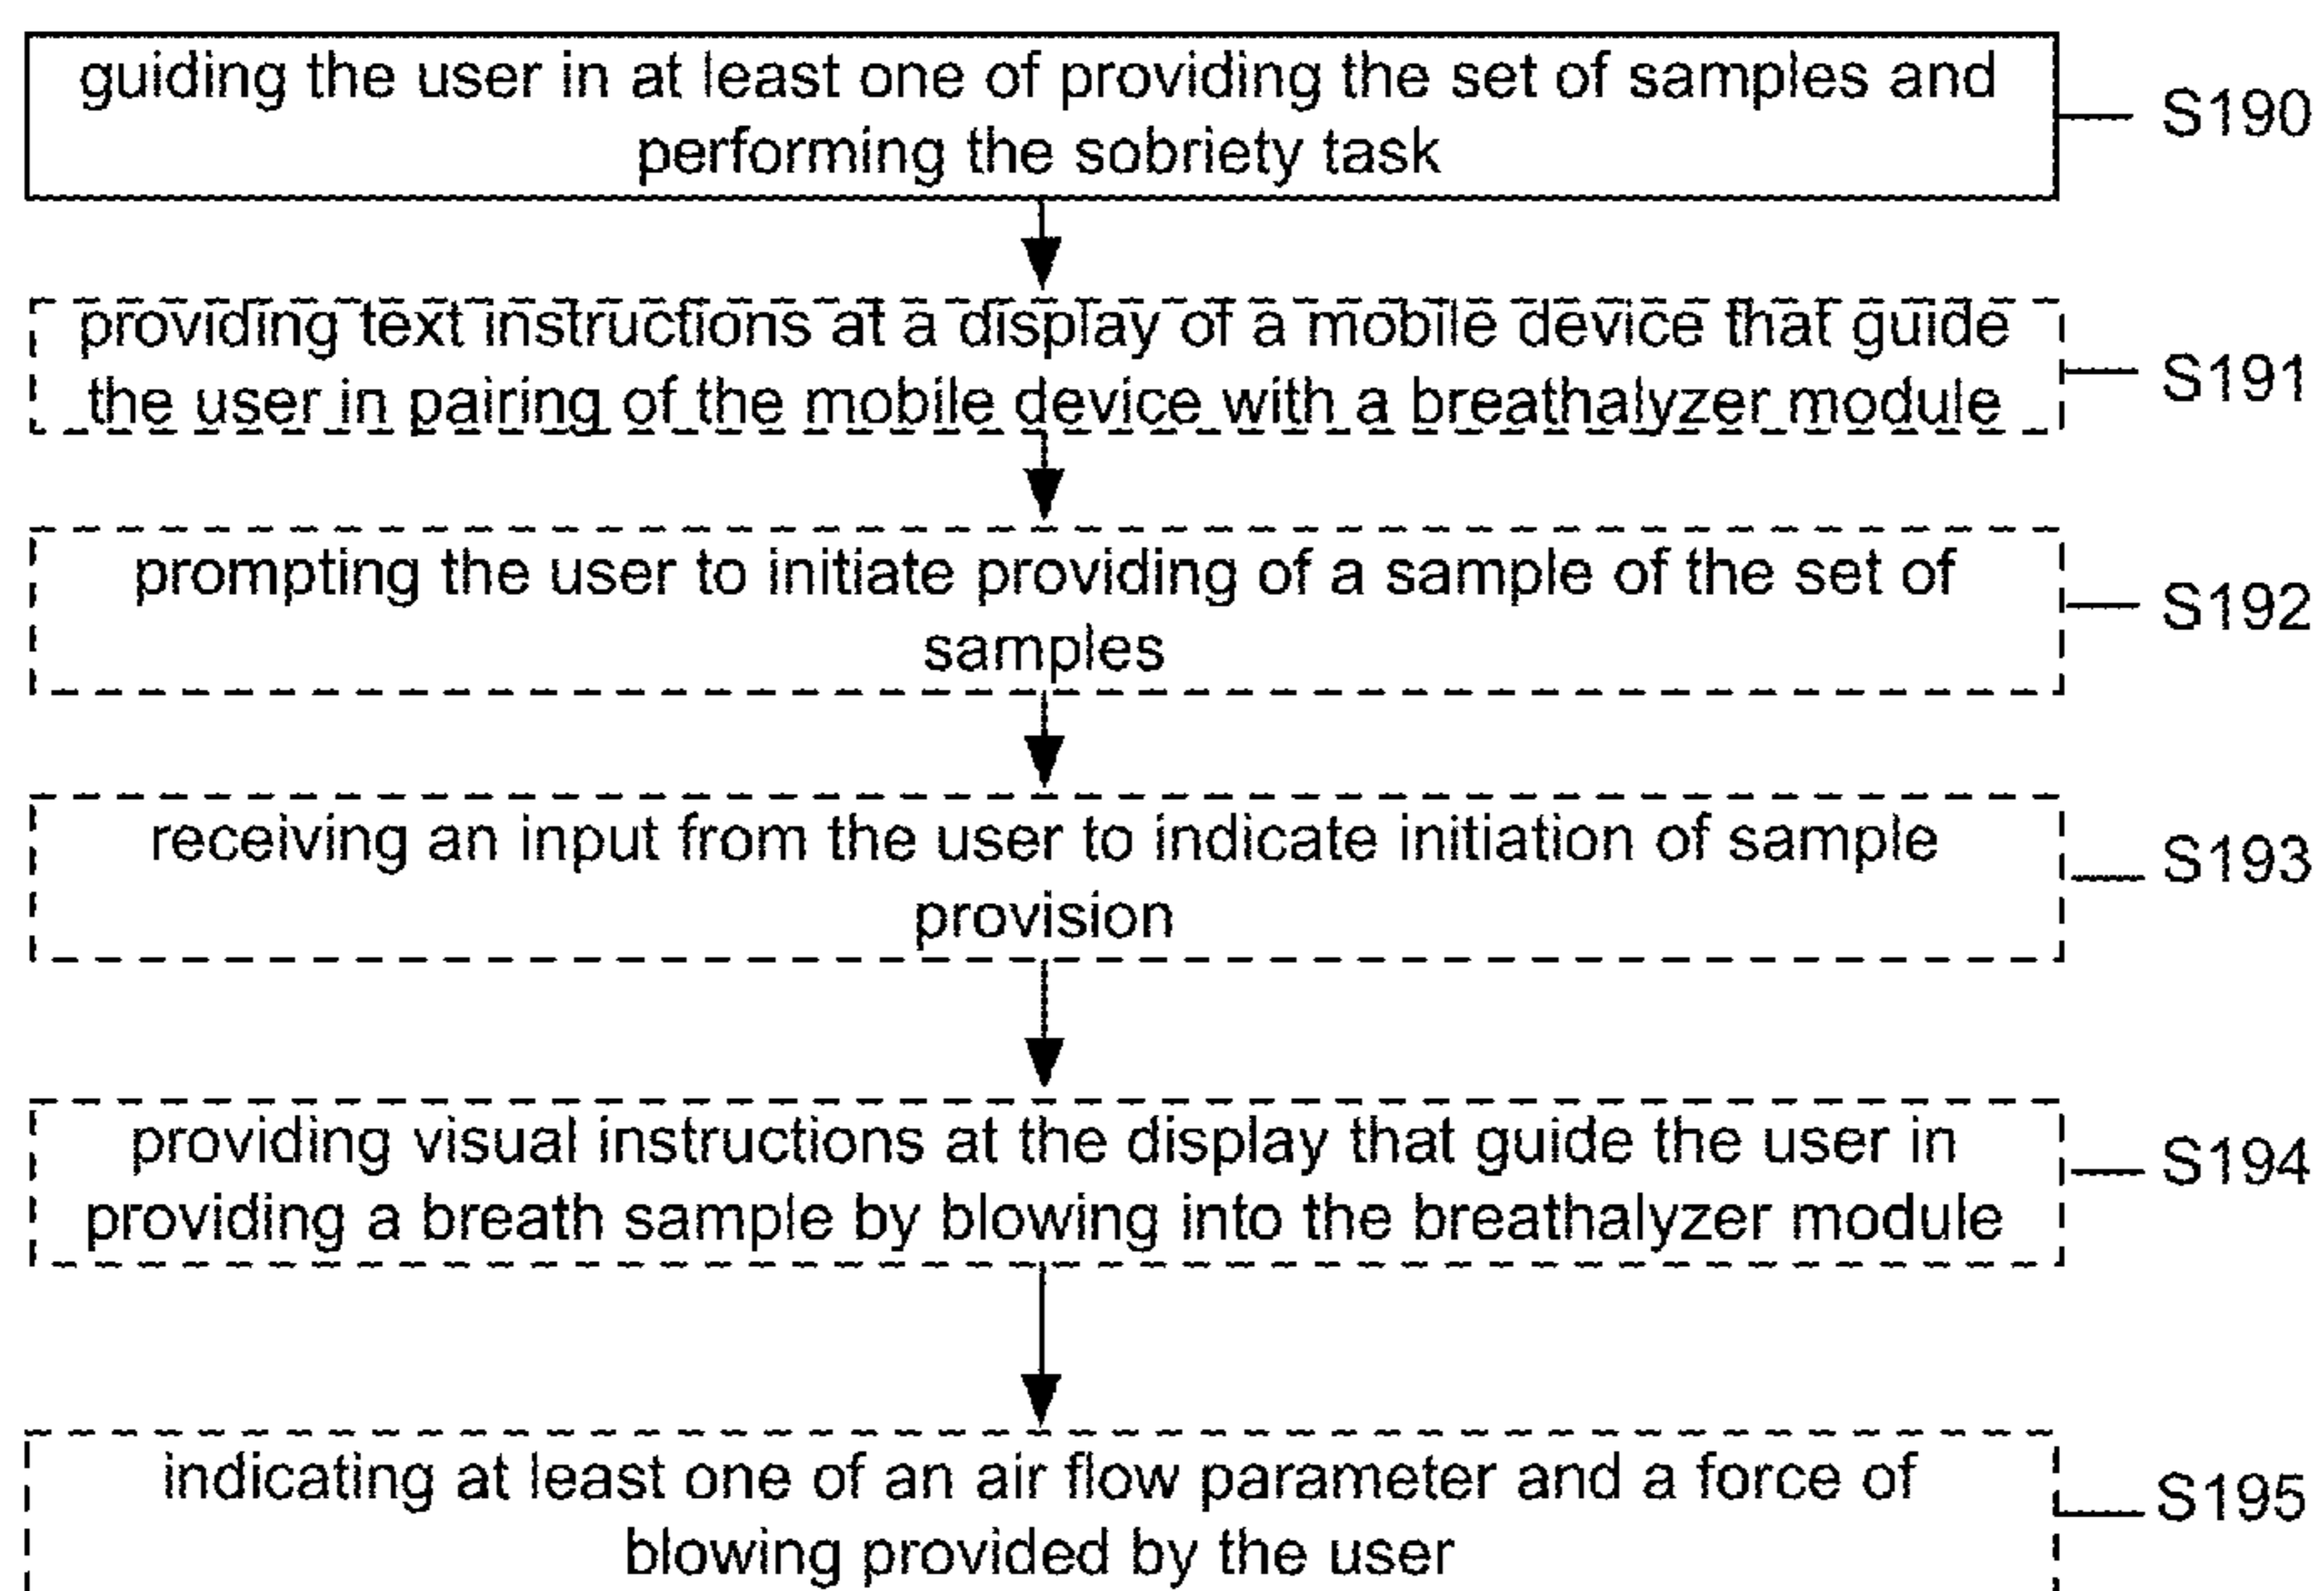 guiding the user in at least one of providing the set of samples and
performing the sobriety task
S190
providing text instructions at a display of a mobile device that guide
the user in pairing of the mobile device with a breathalyzer module
S191
prompting the user to initiate providing of a sample of the set of
samples
S192
receiving an input from the user to indicate initiation of sample
provision
S193
providing visual instructions at the display that guide the user in
providing a breath sample by blowing into the breathalyzer module
S194
indicating at least one of an air flow parameter and a force of
blowing provided by the user
S195